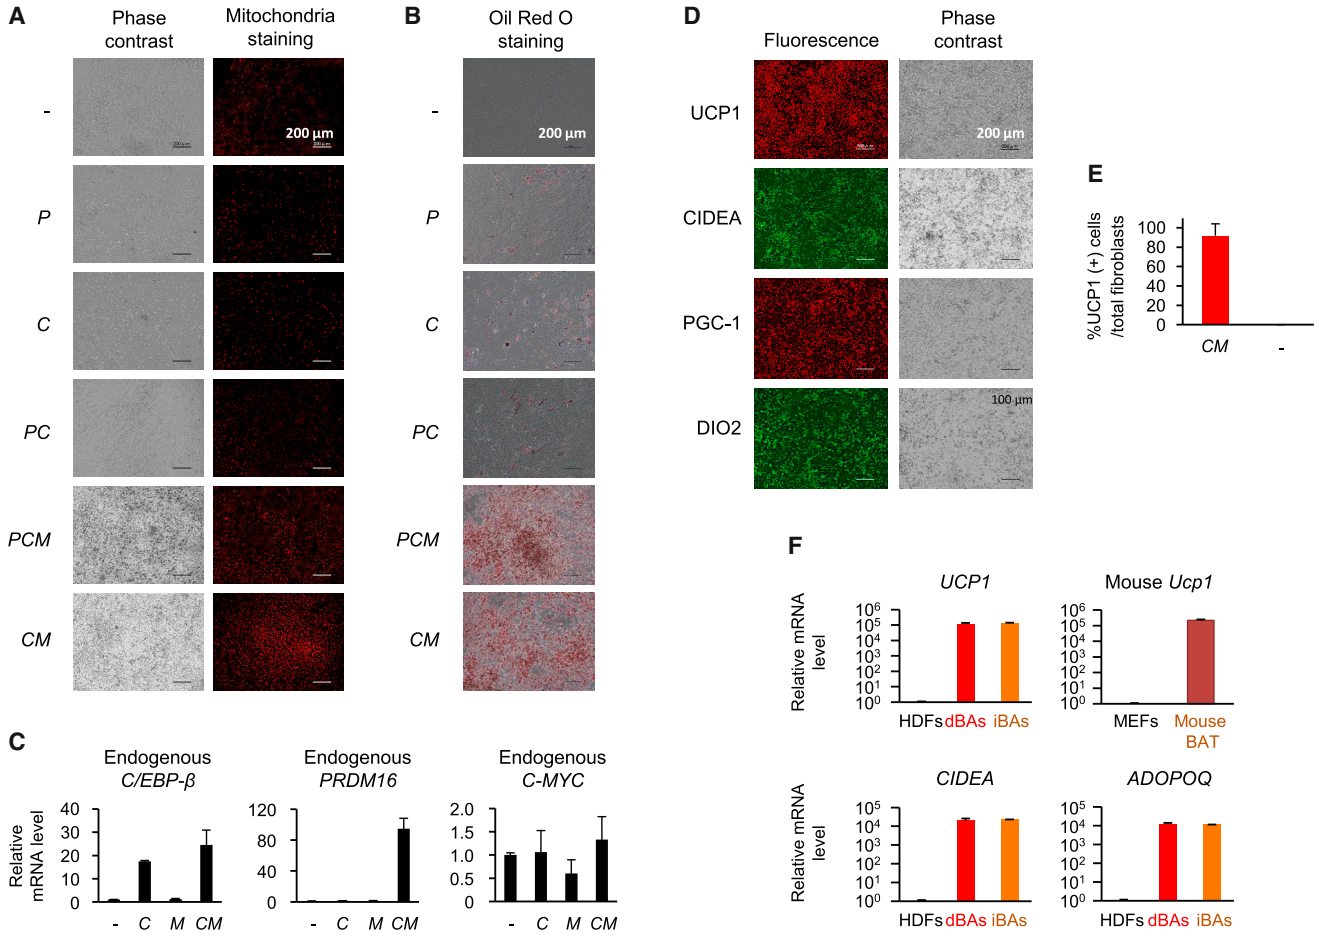 A
Phase
contrast
Mitochondria
staining
-
200 μm
200μm
P
C
PC
PCM
CM
B
Oil Red O
staining
-
200 μm
P
C
PC
PCM
CM
C
Endogenous
C/EBP-β
Relative
mRNA level
40
30
20
10
0
- C M CM
Endogenous
PRDM16
120
80
40
0
- C M CM
Endogenous
C-MYC
2.0
1.5
1.0
0.5
0
- C M CM
D
Fluorescence
Phase
contrast
UCP1
200 μm
CIDEA
PGC-1
DIO2
100 μm
E
%UCP1 (+) cells
/total fibroblasts
100
80
60
40
20
0
CM -
F
UCP1
Relative mRNA
level
10⁶
10⁵
10⁴
10³
10²
10¹
10⁰
HDFs dBAs iBAs
Mouse Ucp1
10⁶
10⁵
10⁴
10³
10²
10¹
10⁰
MEFs Mouse
BAT
CIDEA
Relative mRNA
level
10⁵
10⁴
10³
10²
10¹
10⁰
HDFs dBAs iBAs
ADOPOQ
10⁵
10⁴
10³
10²
10¹
10⁰
HDFs dBAs iBAs